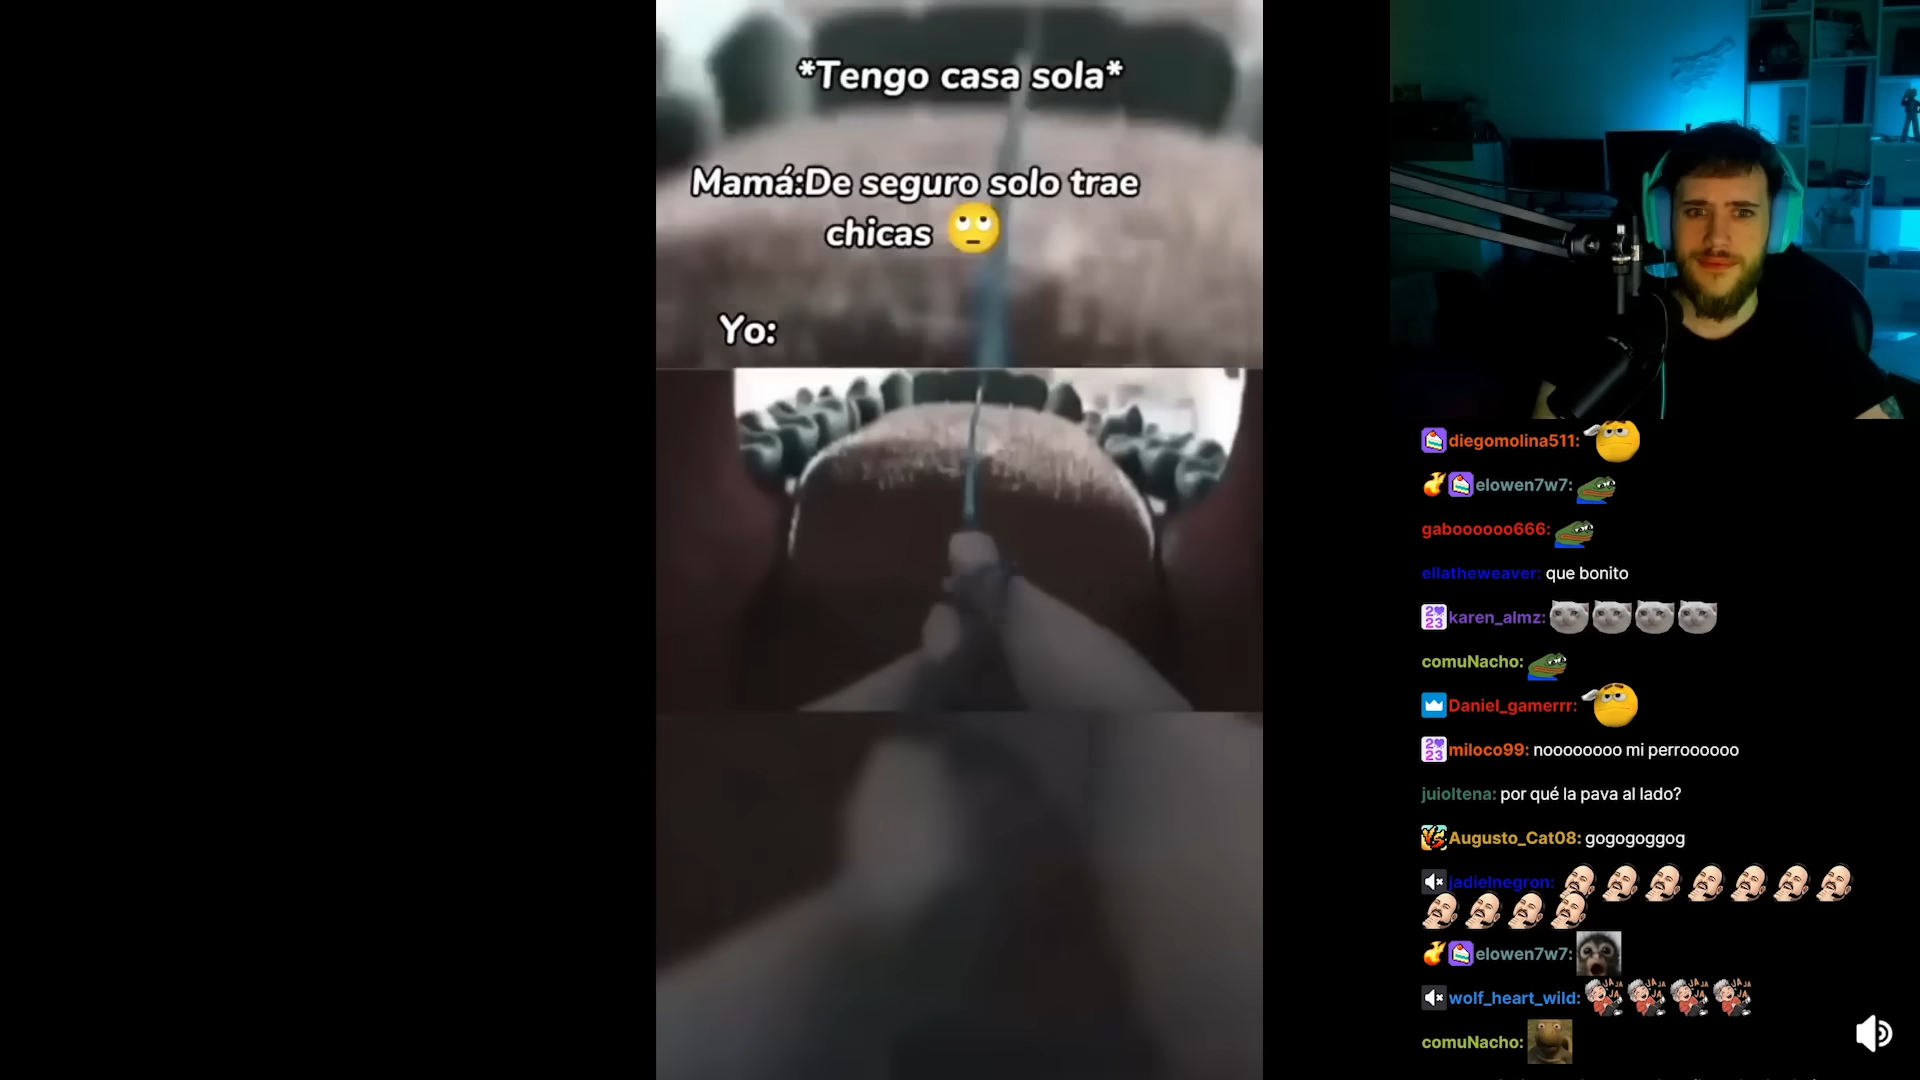 *Tengo casa sola*
Mamá:De seguro solo trae
chicas
Yo:
diegomolina511:
elowen7w7:
gaboooooo666:
ellatheweaver: que bonito
karen_almz:
comuNacho:
Daniel_gamerrr:
miloco99: noooooooo mi perroooooo
juioltena: por qué la pava al lado?
Augusto_Cat08: gogogoggog
jadielnegron:
elowen7w7:
wolf_heart_wild:
comuNacho: